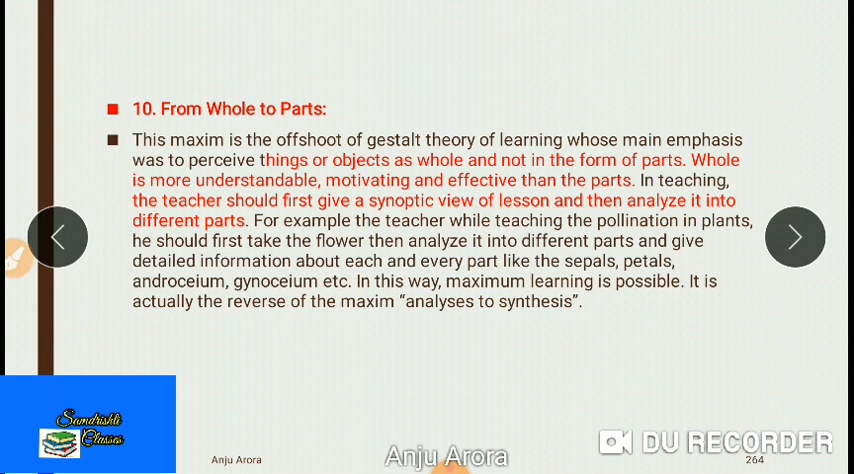 10. From Whole to Parts:
This maxim is the offshoot of gestalt theory of learning whose main emphasis
was to perceive things or objects as whole and not in the form of parts. Whole
is more understandable, motivating and effective than the parts. In teaching,
the teacher should first give a synoptic view of lesson and then analyze it into
different parts. For example the teacher while teaching the pollination in plants,
he should first take the flower then analyze it into different parts and give
detailed information about each and every part like the sepals, petals,
androceium, gynoceium etc. In this way, maximum learning is possible. It is
actually the reverse of the maxim “analyses to synthesis”.
Samdrishti
Classes
Anju Arora
Anju Arora
DU RECORDER
264